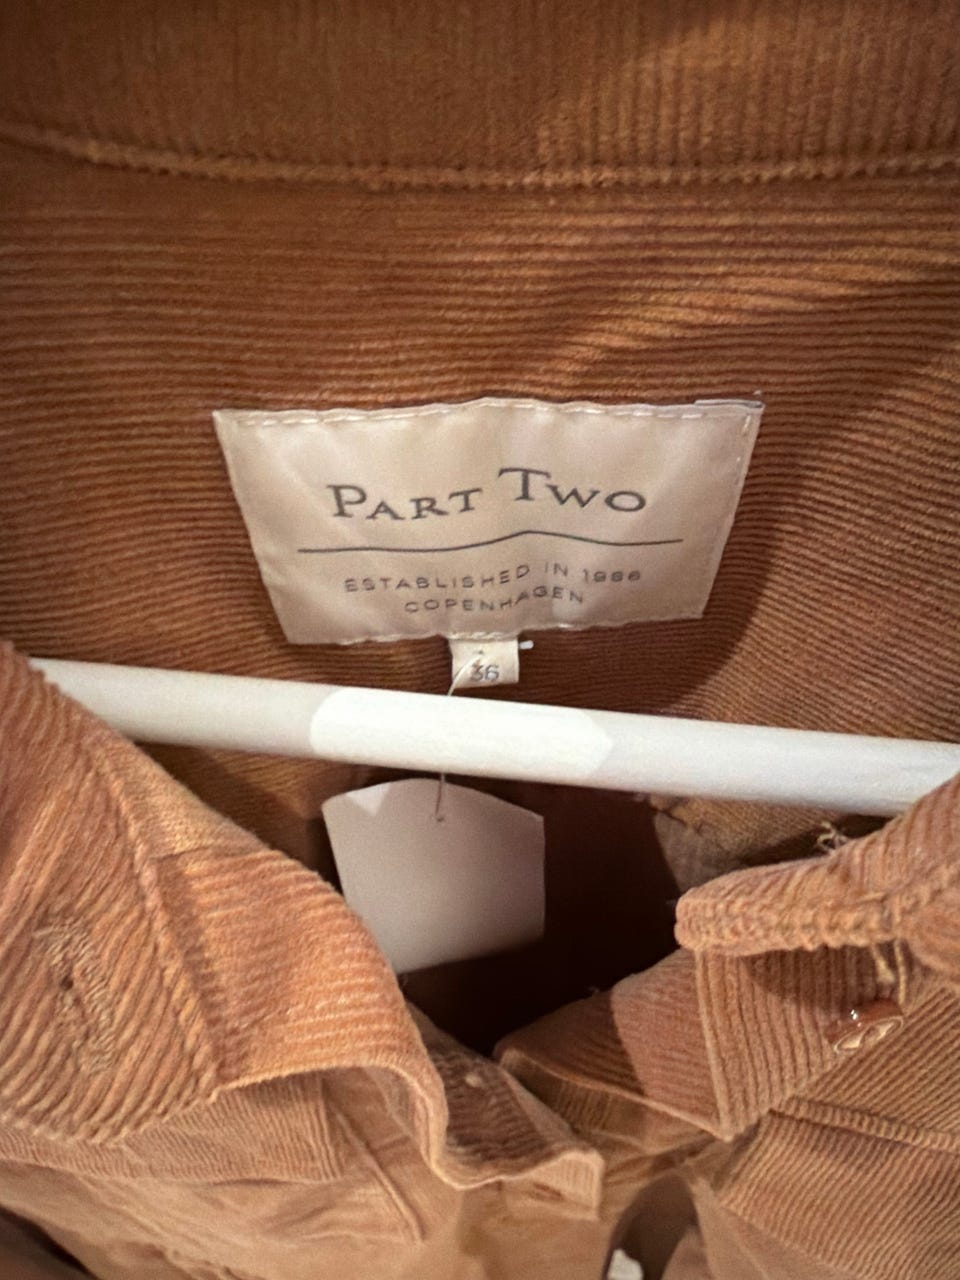 PART TWO
ESTABLISHED IN 1986
COPENHAGEN
36